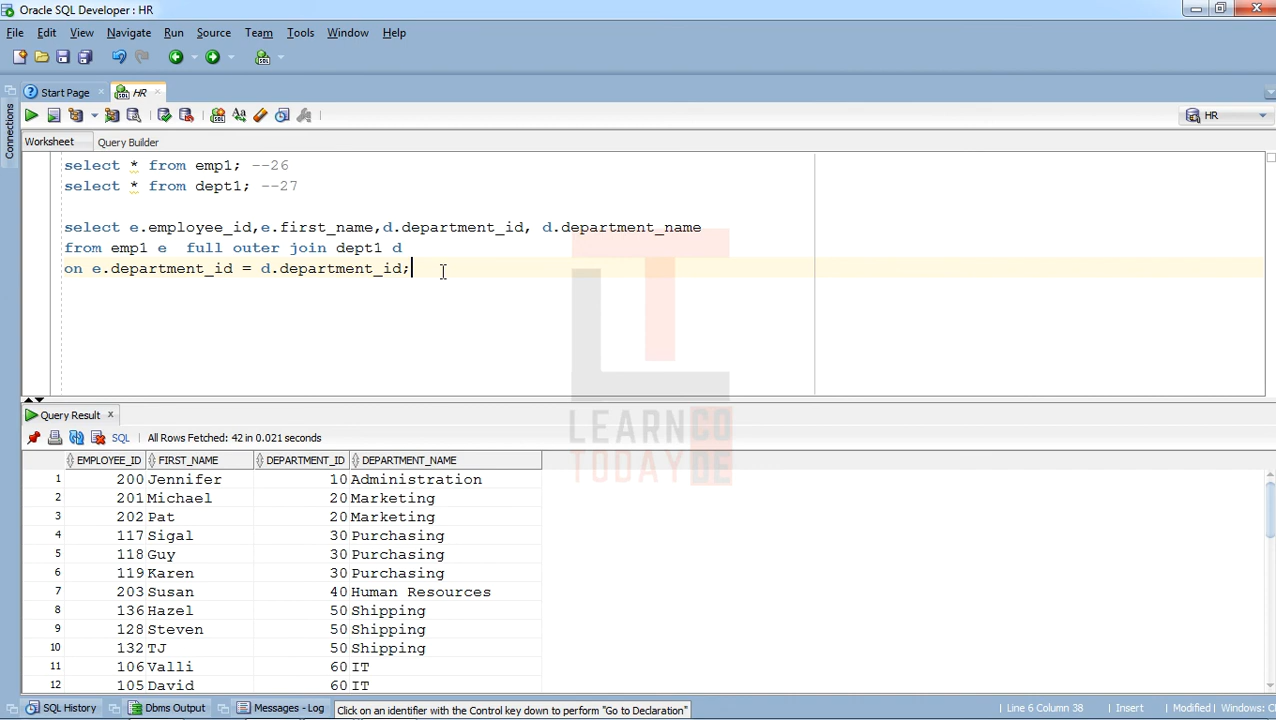 Oracle SQL Developer : HR
File Edit View Navigate Run Source Team Tools Window Help
Start Page HR
Connections
HR
Worksheet Query Builder
select * from emp1; --26
select * from dept1; --27
select e.employee_id,e.first_name,d.department_id, d.department_name
from emp1 e  full outer join dept1 d
on e.department_id = d.department_id;
LEARNCO
TODAYDE
Query Result
SQL All Rows Fetched: 42 in 0.021 seconds
EMPLOYEE_ID FIRST_NAME DEPARTMENT_ID DEPARTMENT_NAME
1 200 Jennifer 10 Administration
2 201 Michael 20 Marketing
3 202 Pat 20 Marketing
4 117 Sigal 30 Purchasing
5 118 Guy 30 Purchasing
6 119 Karen 30 Purchasing
7 203 Susan 40 Human Resources
8 136 Hazel 50 Shipping
9 128 Steven 50 Shipping
10 132 TJ 50 Shipping
11 106 Valli 60 IT
12 105 David 60 IT
SQL History Dbms Output Messages - Log Click on an identifier with the Control key down to perform "Go to Declaration" Line 6 Column 38 Insert Modified Windows: C